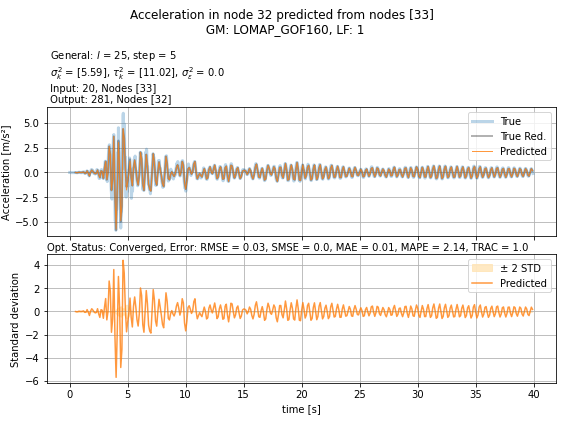 Acceleration in node 32 predicted from nodes [33]
GM: LOMAP_GOF160, LF: 1
General: l = 25, step = 5
σ²ₖ = [5.59], τ²ₖ = [11.02], σ²ε = 0.0
Input: 20, Nodes [33]
Output: 281, Nodes [32]
Acceleration [m/s²]
5.0
2.5
0.0
−2.5
−5.0
True
True Red.
Predicted
Opt. Status: Converged, Error: RMSE = 0.03, SMSE = 0.0, MAE = 0.01, MAPE = 2.14, TRAC = 1.0
Standard deviation
4
2
0
−2
−4
−6
± 2 STD
Predicted
0 5 10 15 20 25 30 35 40
time [s]